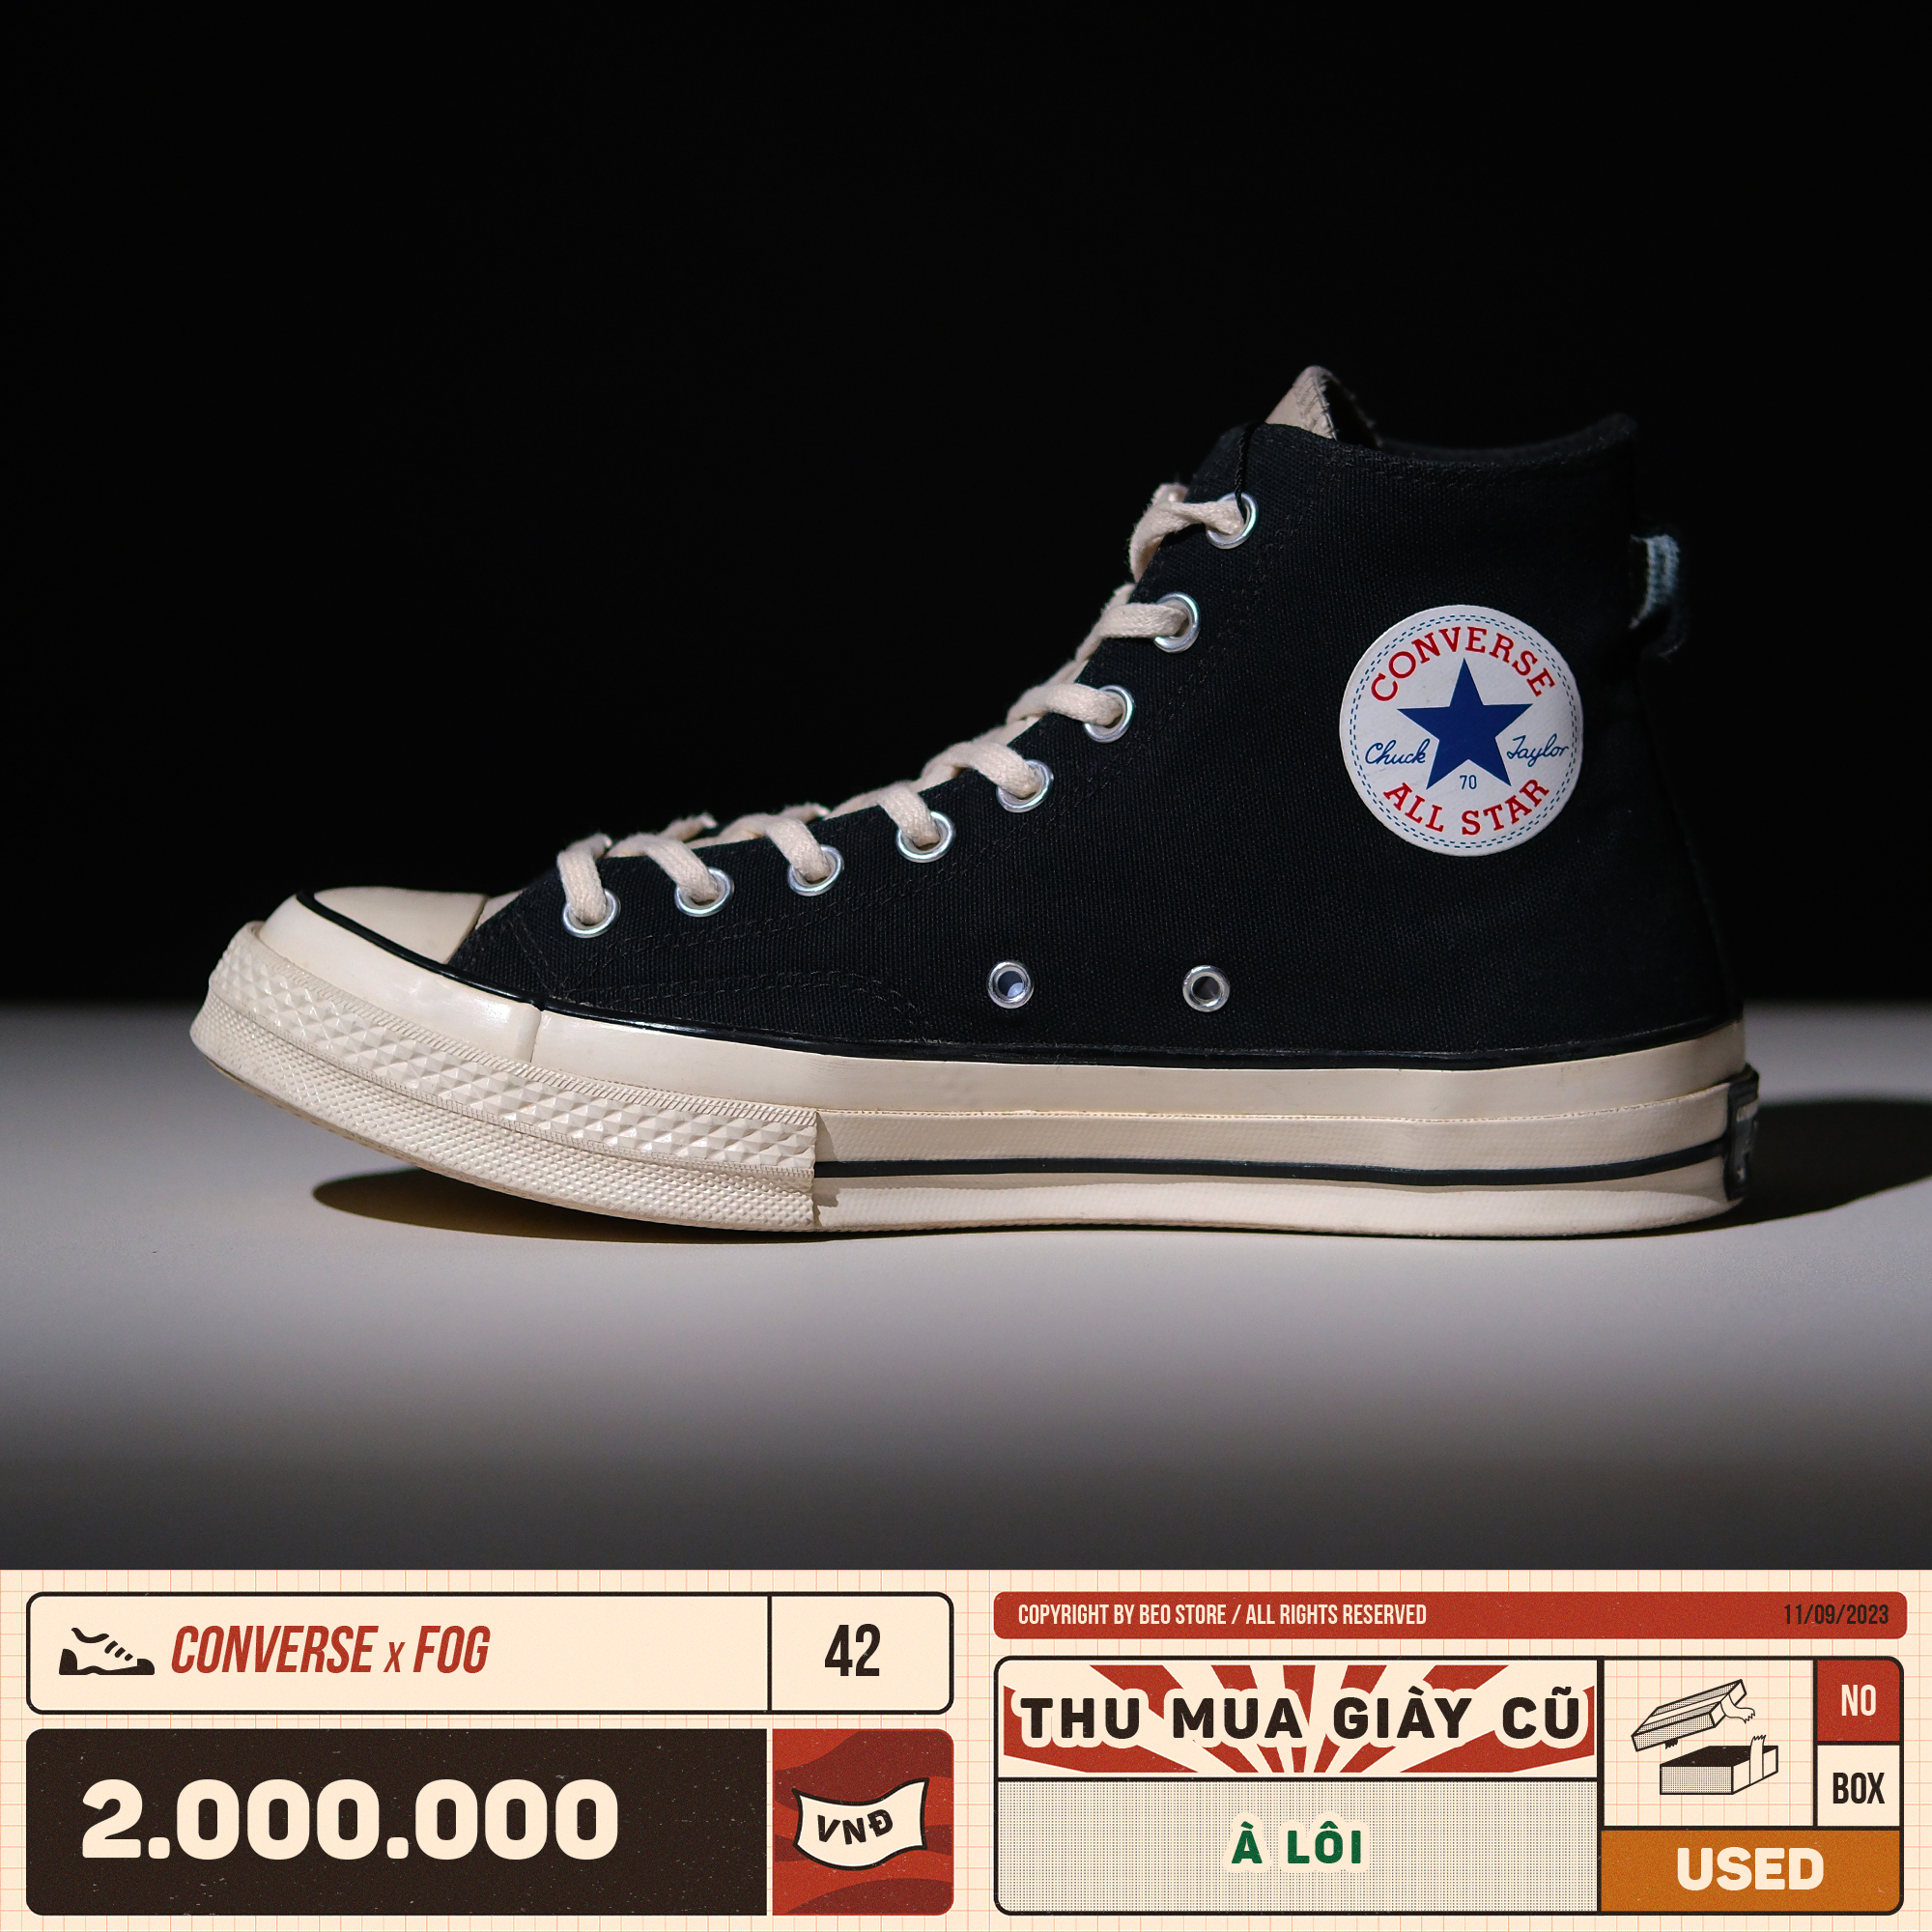 CONVERSE
Chuck Taylor
70
ALL STAR
CONVERSE x FOG
42
2.000.000
VNĐ
COPYRIGHT BY BEO STORE / ALL RIGHTS RESERVED
11/09/2023
THU MUA GIÀY CŨ
À LÔI
NO
BOX
USED